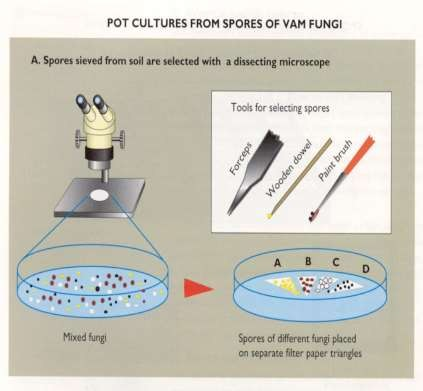 POT CULTURES FROM SPORES OF VAM FUNGI
A. Spores sieved from soil are selected with a dissecting microscope
Tools for selecting spores
Forceps
Wooden dowel
Paint brush
A B C D
Mixed fungi
Spores of different fungi placed
on separate filter paper triangles